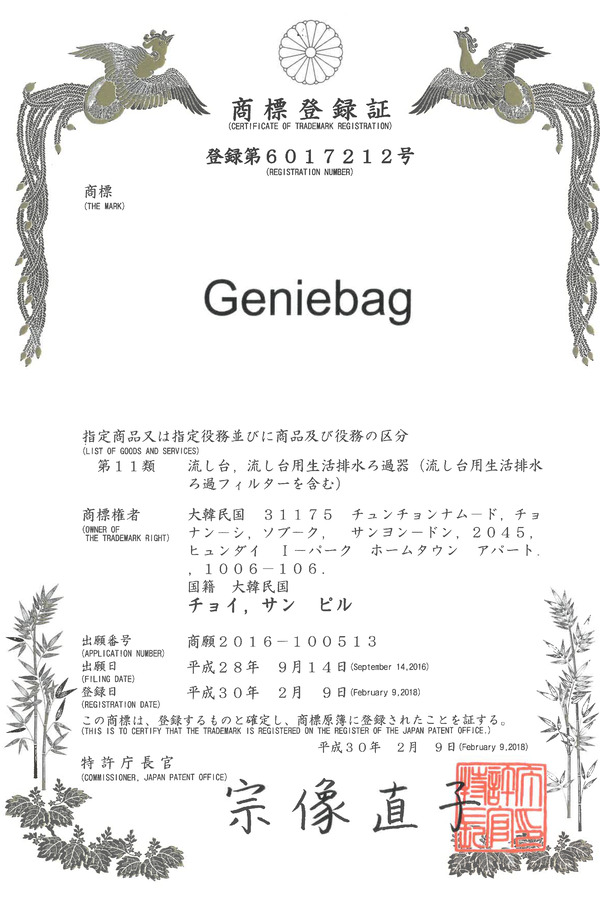 商標登録証
(CERTIFICATE OF TRADEMARK REGISTRATION)
登録第6017212号
(REGISTRATION NUMBER)
商標
(THE MARK)
Geniebag
指定商品又は指定役務並びに商品及び役務の区分
(LIST OF GOODS AND SERVICES)
第11類 流し台，流し台用生活排水ろ過器（流し台用生活排水
ろ過フィルターを含む）
商標権者 大韓民国 31175 チュンチョンナムード，チョ
(OWNER OF THE TRADEMARK RIGHT) ナンーシ，ソブーク， サンヨンードン，2045，
ヒュンダイ Ｉーパーク ホームタウン アパート．
，1006－106．
国籍 大韓民国
チョイ，サン ピル
出願番号 商願2016－100513
(APPLICATION NUMBER)
出願日 平成28年 9月14日(September 14,2016)
(FILING DATE)
登録日 平成30年 2月 9日(February 9,2018)
(REGISTRATION DATE)
この商標は、登録するものと確定し、商標原簿に登録されたことを証する。
(THIS IS TO CERTIFY THAT THE TRADEMARK IS REGISTERED ON THE REGISTER OF THE JAPAN PATENT OFFICE.)
平成30年 2月 9日(February 9,2018)
特許庁長官
(COMMISSIONER, JAPAN PATENT OFFICE)
宗像直子
特許庁長官之印